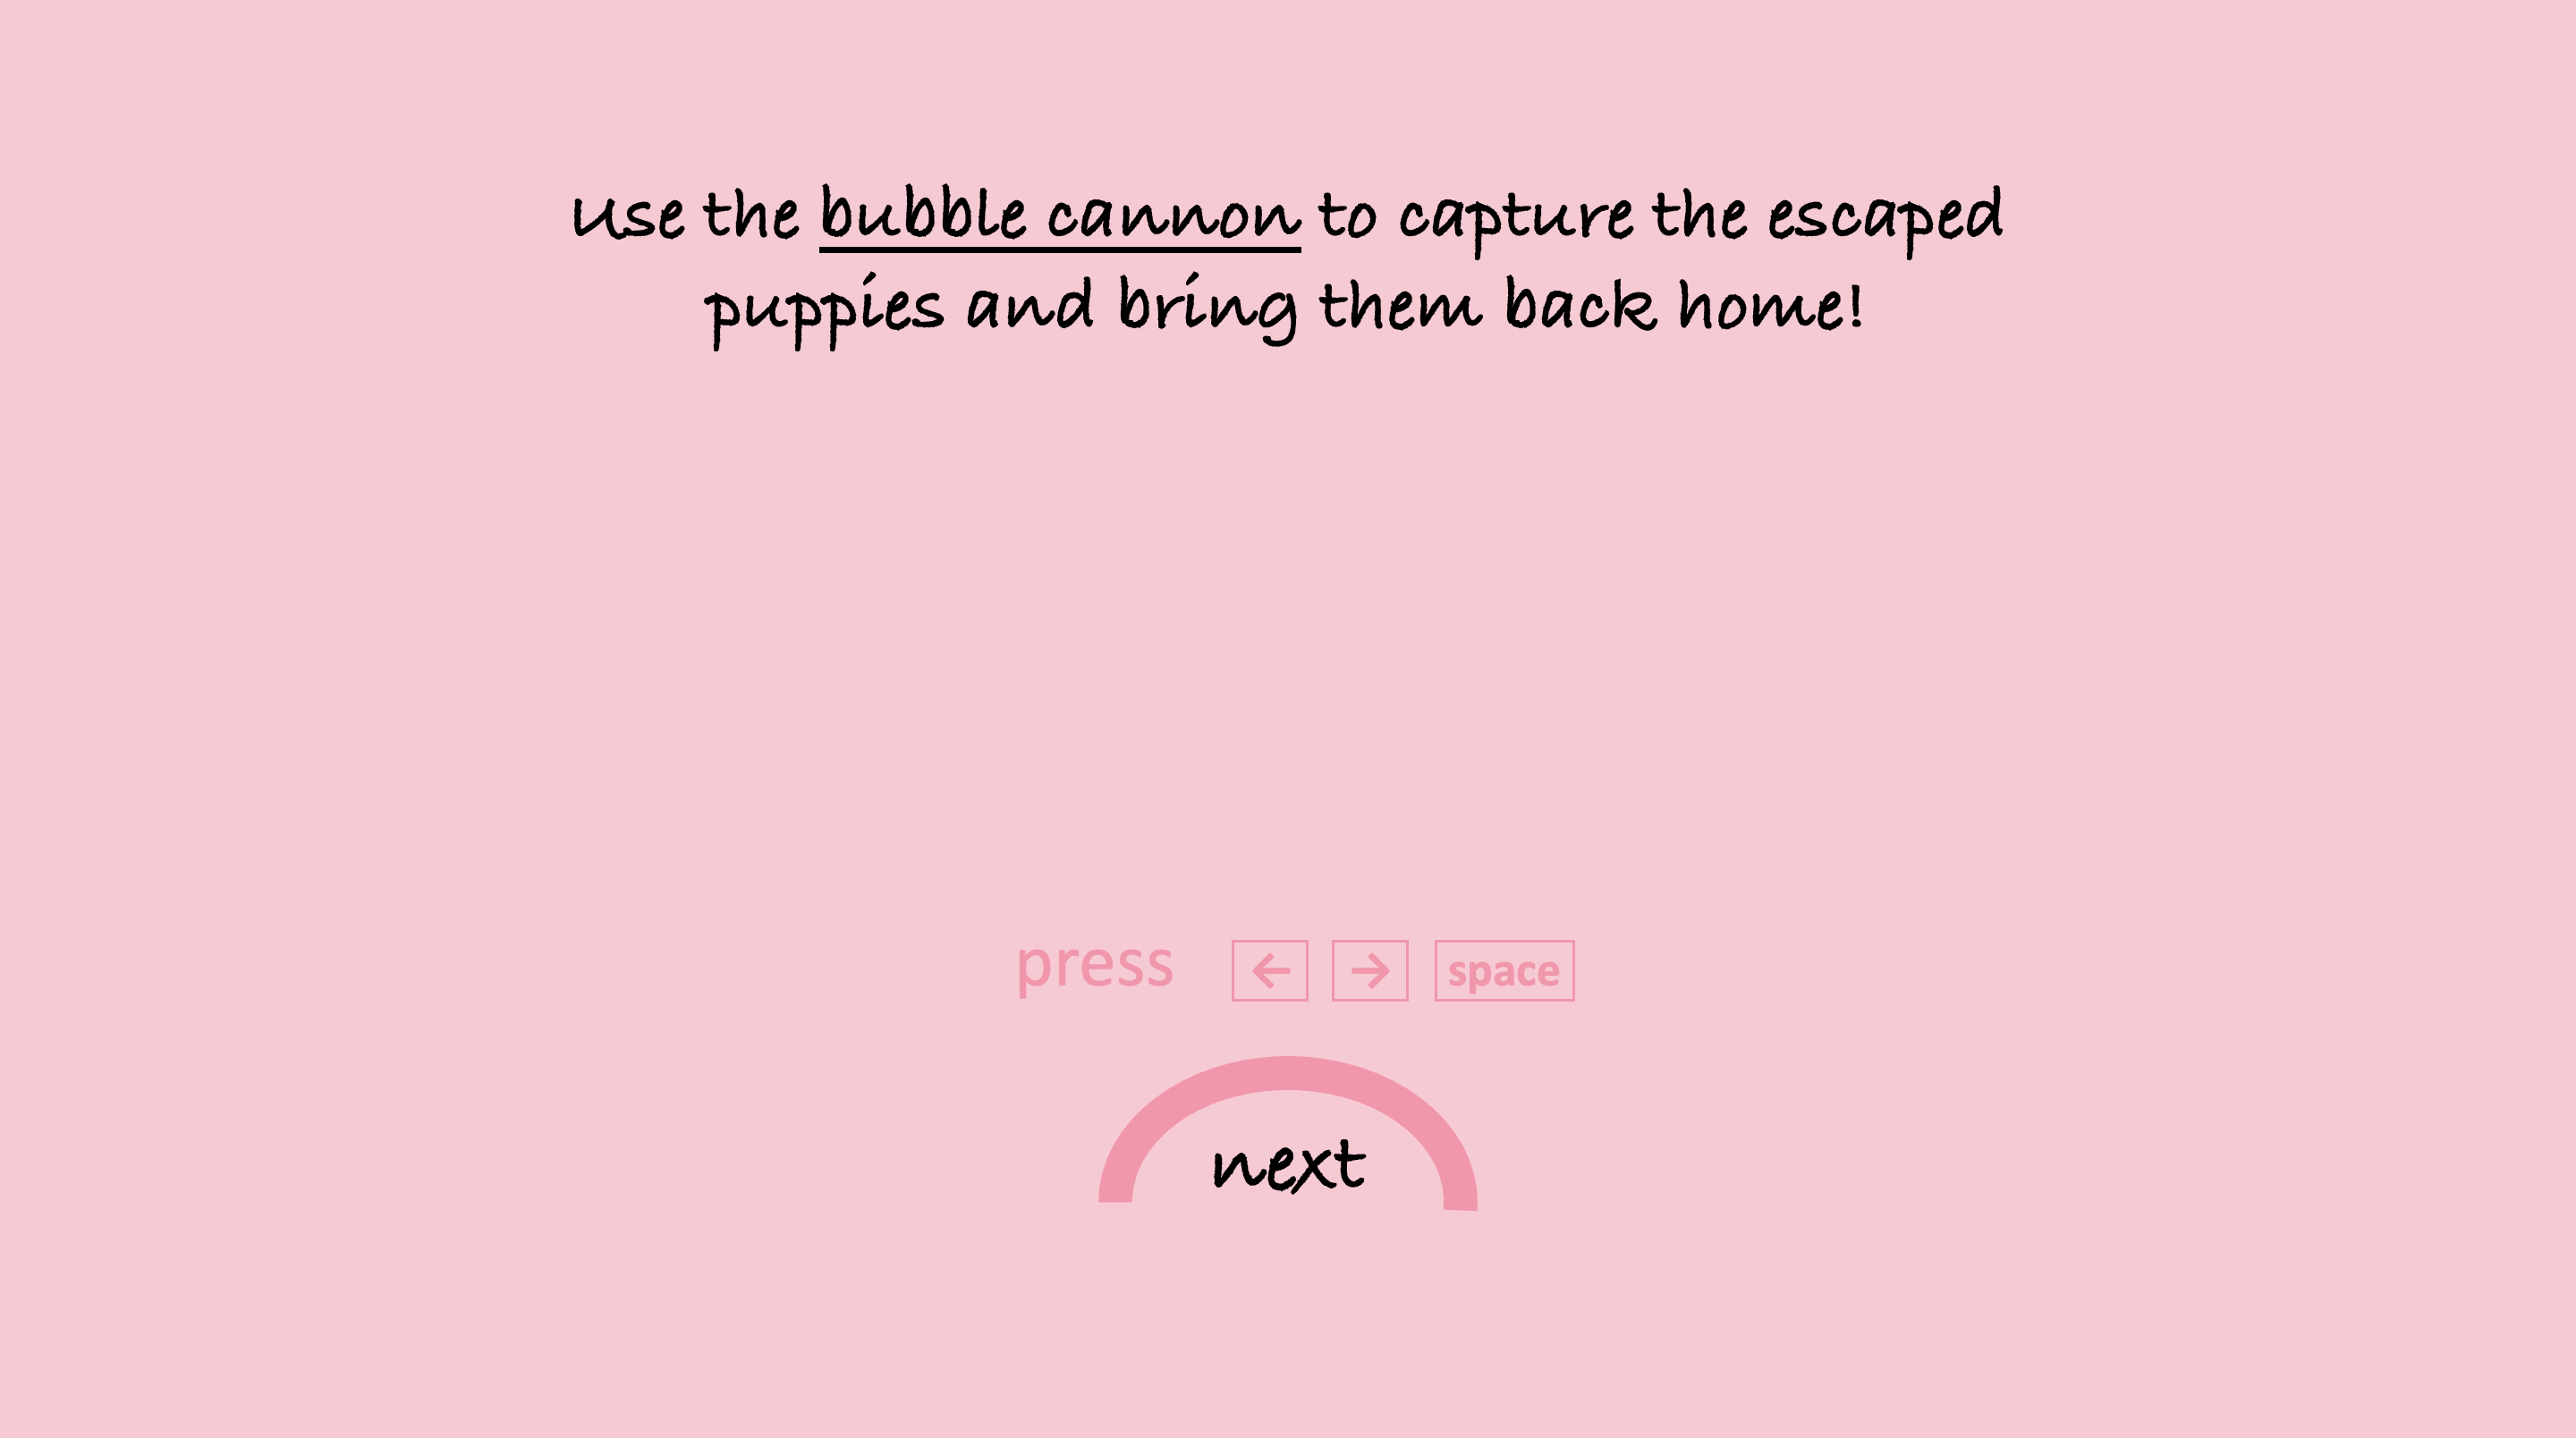 Use the bubble cannon to capture the escaped
puppies and bring them back home!
press ← → space
next